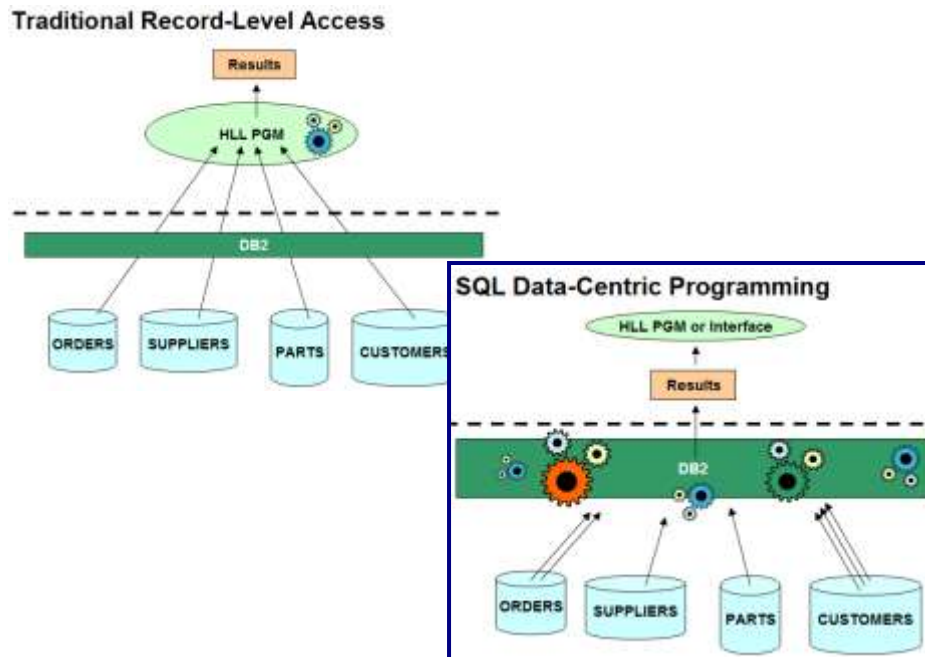 Traditional Record-Level Access
Results
HLL PGM
DB2
ORDERS
SUPPLIERS
PARTS
CUSTOMERS
SQL Data-Centric Programming
HLL PGM or Interface
Results
DB2
ORDERS
SUPPLIERS
PARTS
CUSTOMERS